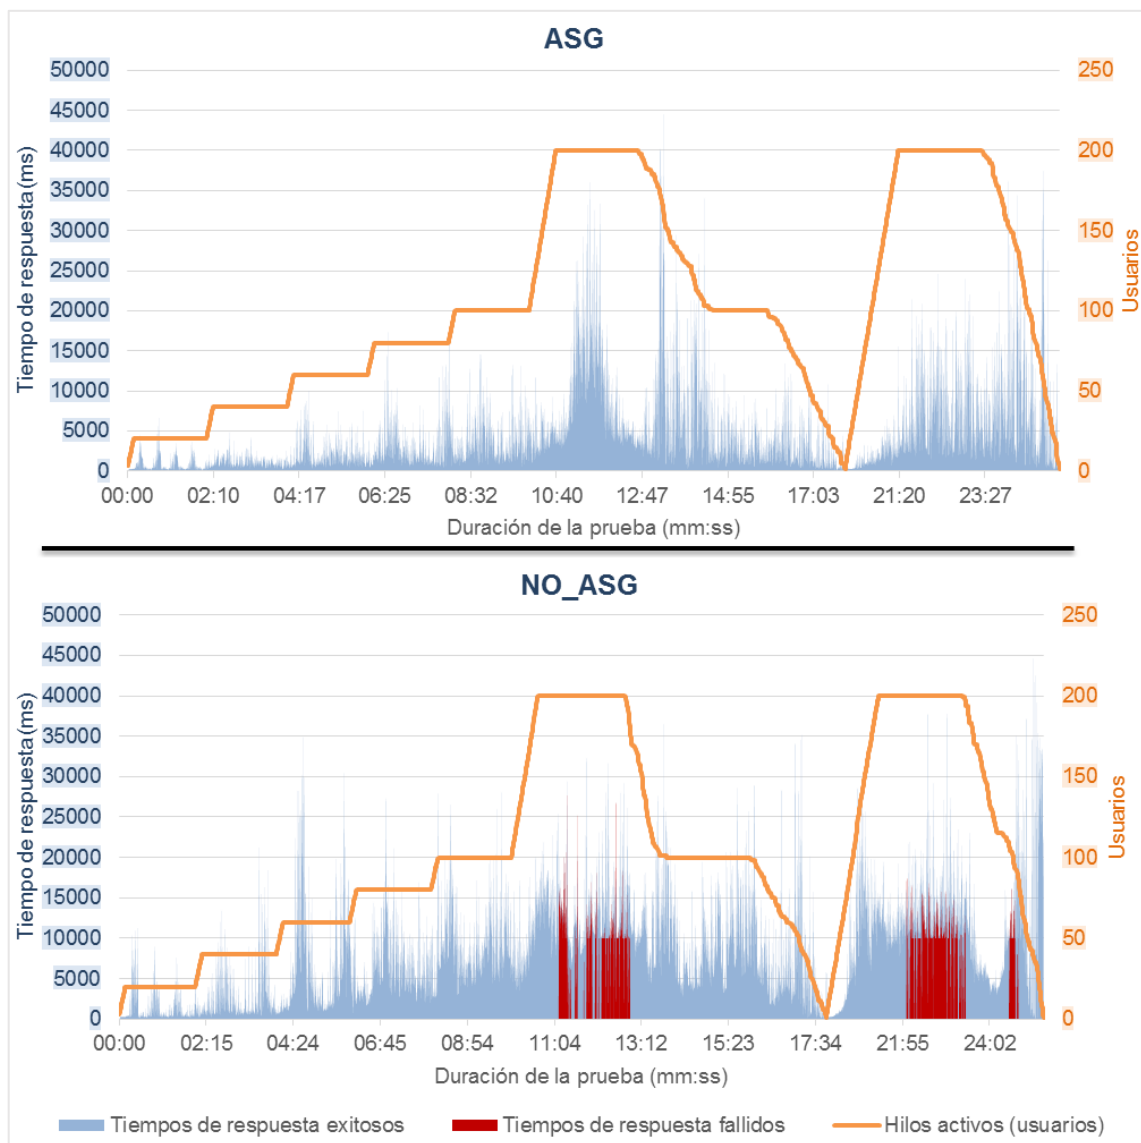 ASG
50000 250
45000
40000 200
35000
30000 150
25000
20000 100
15000
10000 50
5000
0 0
Tiempo de respuesta (ms)
Usuarios
00:00 02:10 04:17 06:25 08:32 10:40 12:47 14:55 17:03 21:20 23:27
Duración de la prueba (mm:ss)
NO_ASG
50000 250
45000
40000 200
35000
30000 150
25000
20000 100
15000
10000 50
5000
0 0
Tiempo de respuesta (ms)
Usuarios
00:00 02:15 04:24 06:45 08:54 11:04 13:12 15:23 17:34 21:55 24:02
Duración de la prueba (mm:ss)
Tiempos de respuesta exitosos Tiempos de respuesta fallidos Hilos activos (usuarios)